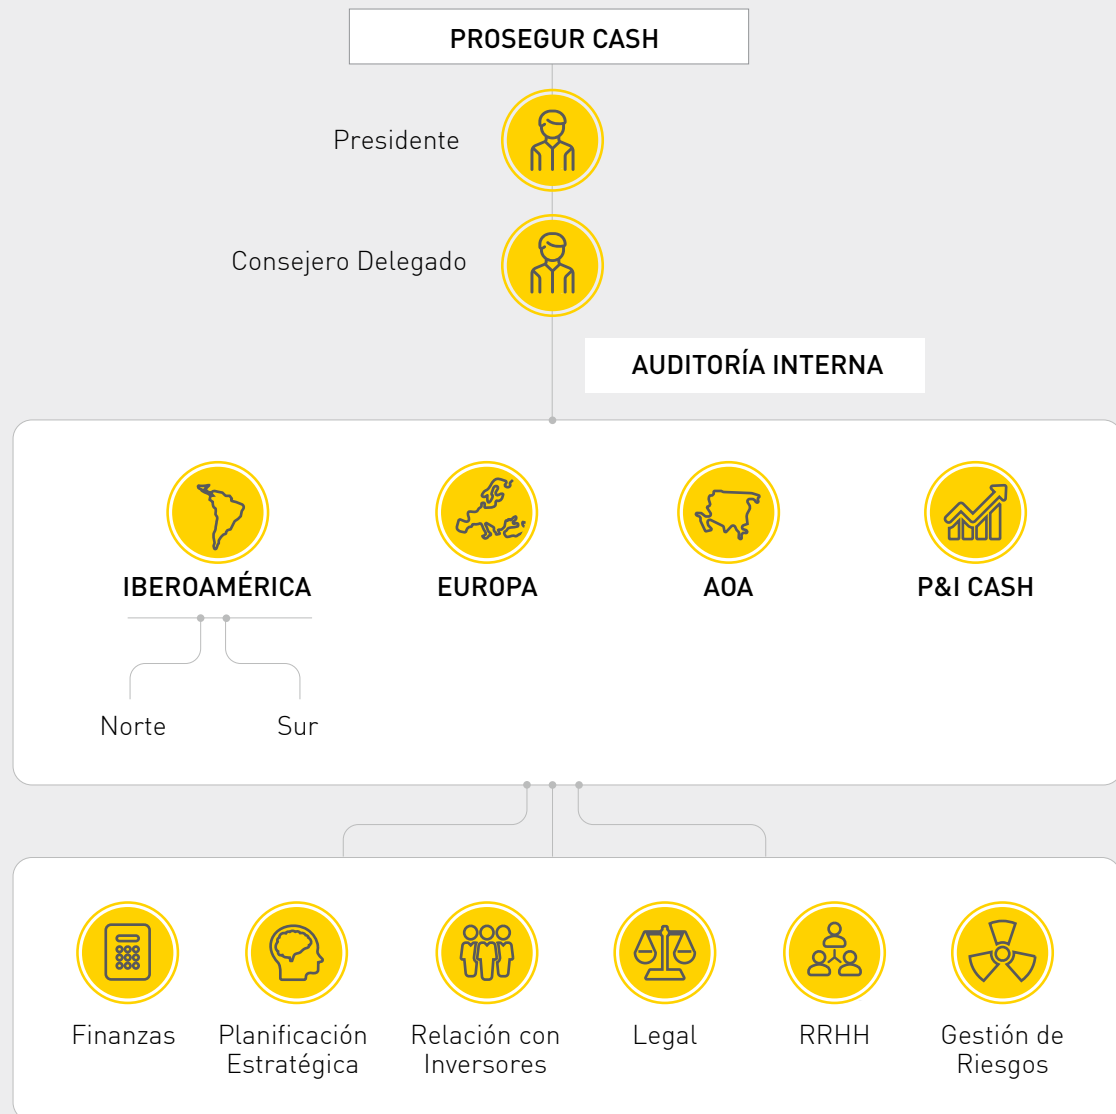 PROSEGUR CASH
Presidente
Consejero Delegado
AUDITORÍA INTERNA
IBEROAMÉRICA
EUROPA
AOA
P&I CASH
Norte
Sur
Finanzas
Planificación
Estratégica
Relación con
Inversores
Legal
RRHH
Gestión de
Riesgos